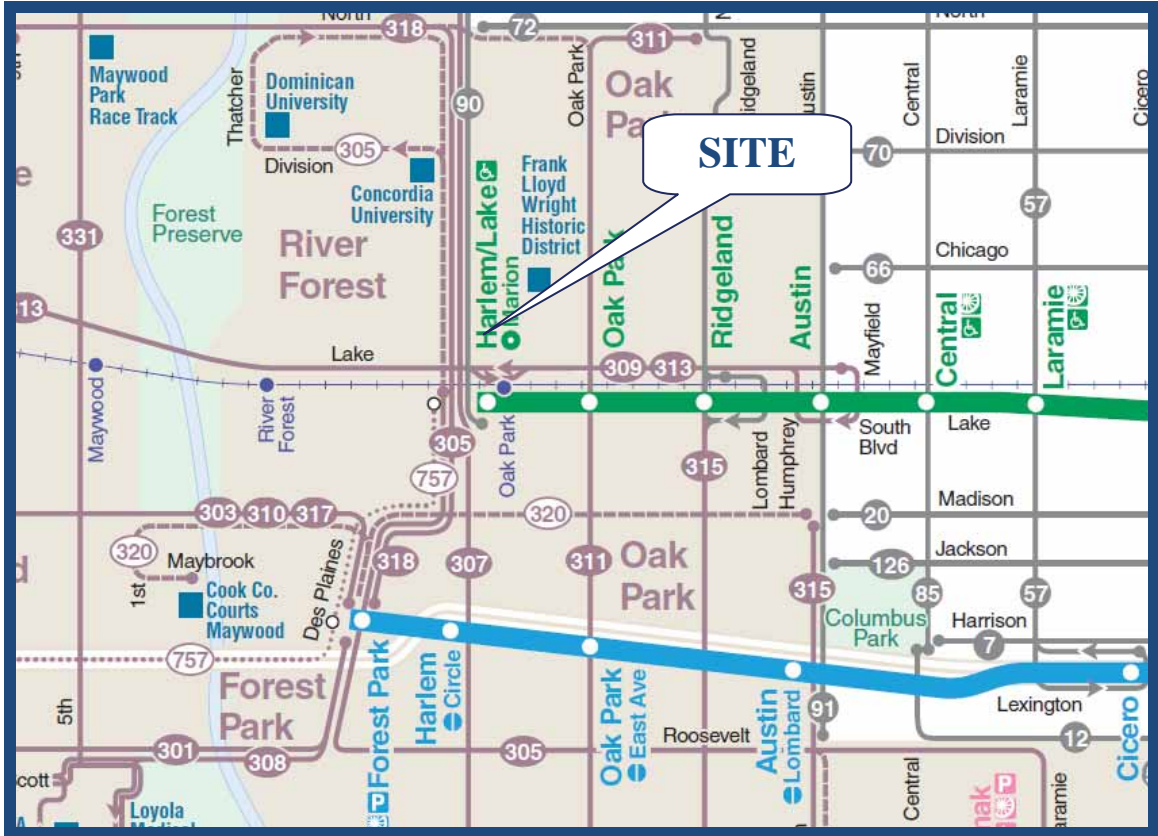 North
318
72
311
North
Maywood
Park
Race Track
Thatcher
Dominican
University
90
Oak Park
Oak
Central
Laramie
Division
305
Division
Concordia
University
SITE
70
Frank
Lloyd
Wright
Historic
District
57
331
Forest
Preserve
River
Forest
Harlem/Lake
Marion
Oak Park
Ridgeland
Austin
Chicago
66
Mayfield
Central
Laramie
313
Lake
309
313
Maywood
River
Forest
Oak Park
South
Blvd
Lake
305
757
315
Lombard
Humphrey
303
310
317
320
20
Madison
320
Maybrook
1st
Des Plaines
318
307
311
Oak
Park
126
Jackson
315
85
57
Cook Co.
Courts
Maywood
Columbus
Park
Harrison
7
757
Forest
Park
5th
Forest Park
Harlem
Circle
Oak Park
East Ave
Austin
Lombard
91
Lexington
Cicero
12
301
308
305
Roosevelt
Central
Loyola